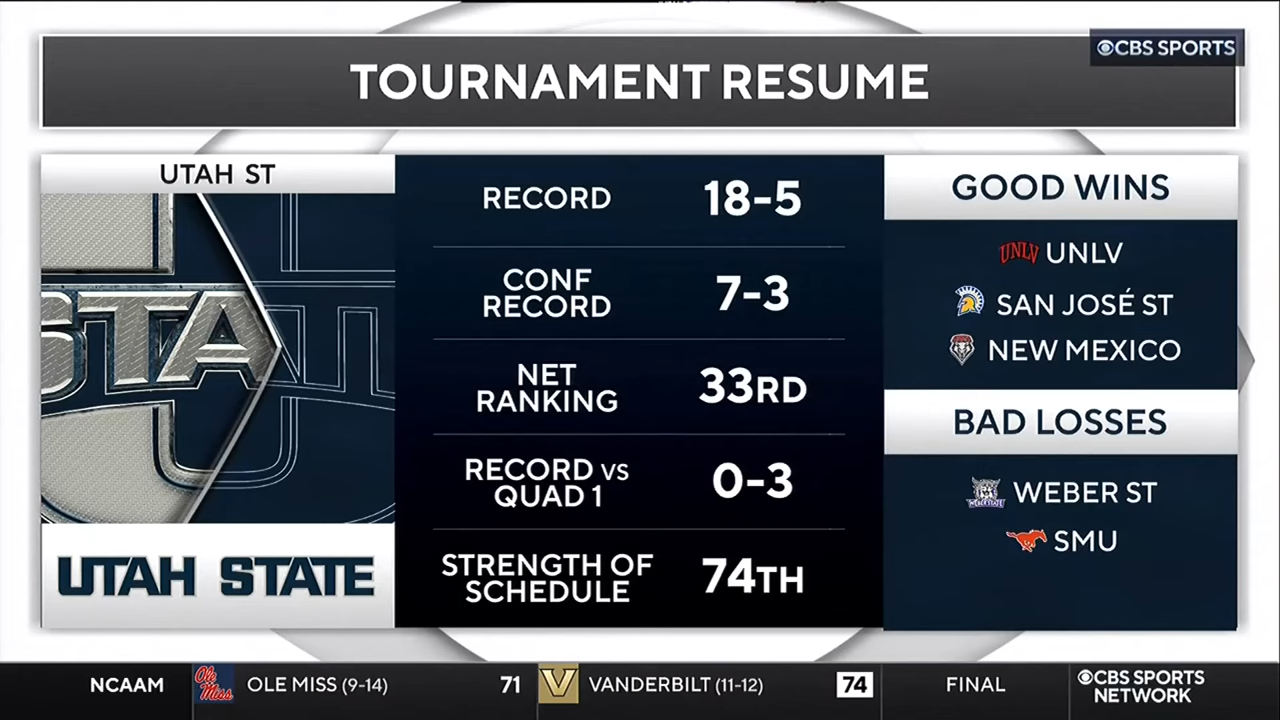 CBS SPORTS
TOURNAMENT RESUME
UTAH ST
STATE
UTAH STATE
RECORD 18-5
CONF RECORD 7-3
NET RANKING 33RD
RECORD VS QUAD 1 0-3
STRENGTH OF SCHEDULE 74TH
GOOD WINS
UNLV UNLV
SAN JOSÉ ST
NEW MEXICO
BAD LOSSES
WEBER ST
SMU
NCAAM Ole Miss OLE MISS (9-14) 71 V VANDERBILT (11-12) 74 FINAL CBS SPORTS NETWORK